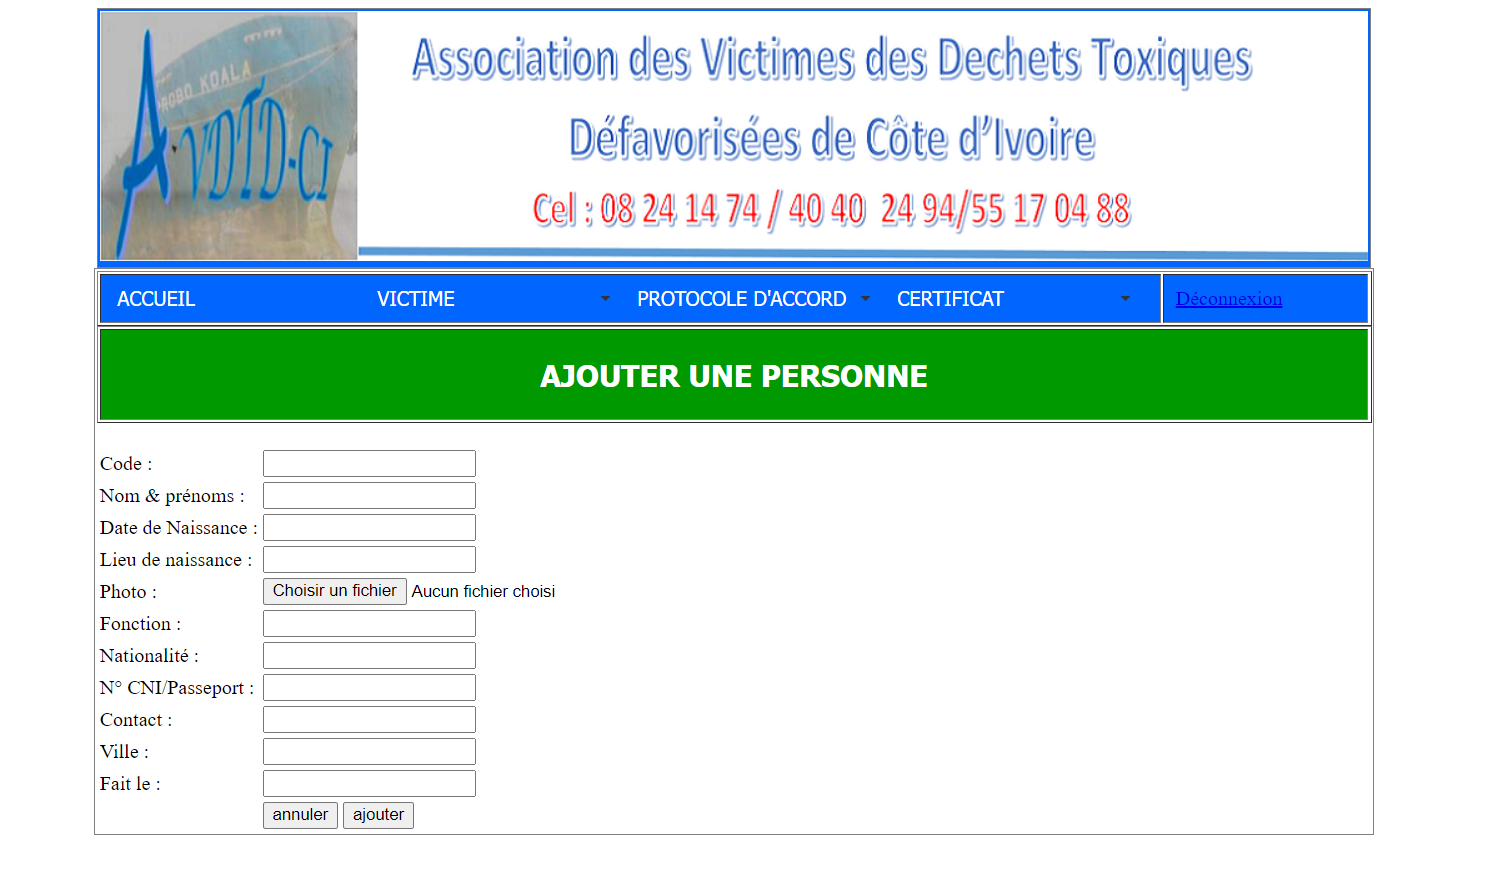 PROBO KOALA
AVDTD-CI
Association des Victimes des Dechets Toxiques
Défavorisées de Côte d’Ivoire
Cel : 08 24 14 74 / 40 40 24 94/55 17 04 88
ACCUEIL VICTIME PROTOCOLE D'ACCORD CERTIFICAT Déconnexion
AJOUTER UNE PERSONNE
Code :
Nom & prénoms :
Date de Naissance :
Lieu de naissance :
Photo : Choisir un fichier Aucun fichier choisi
Fonction :
Nationalité :
N° CNI/Passeport :
Contact :
Ville :
Fait le :
annuler ajouter